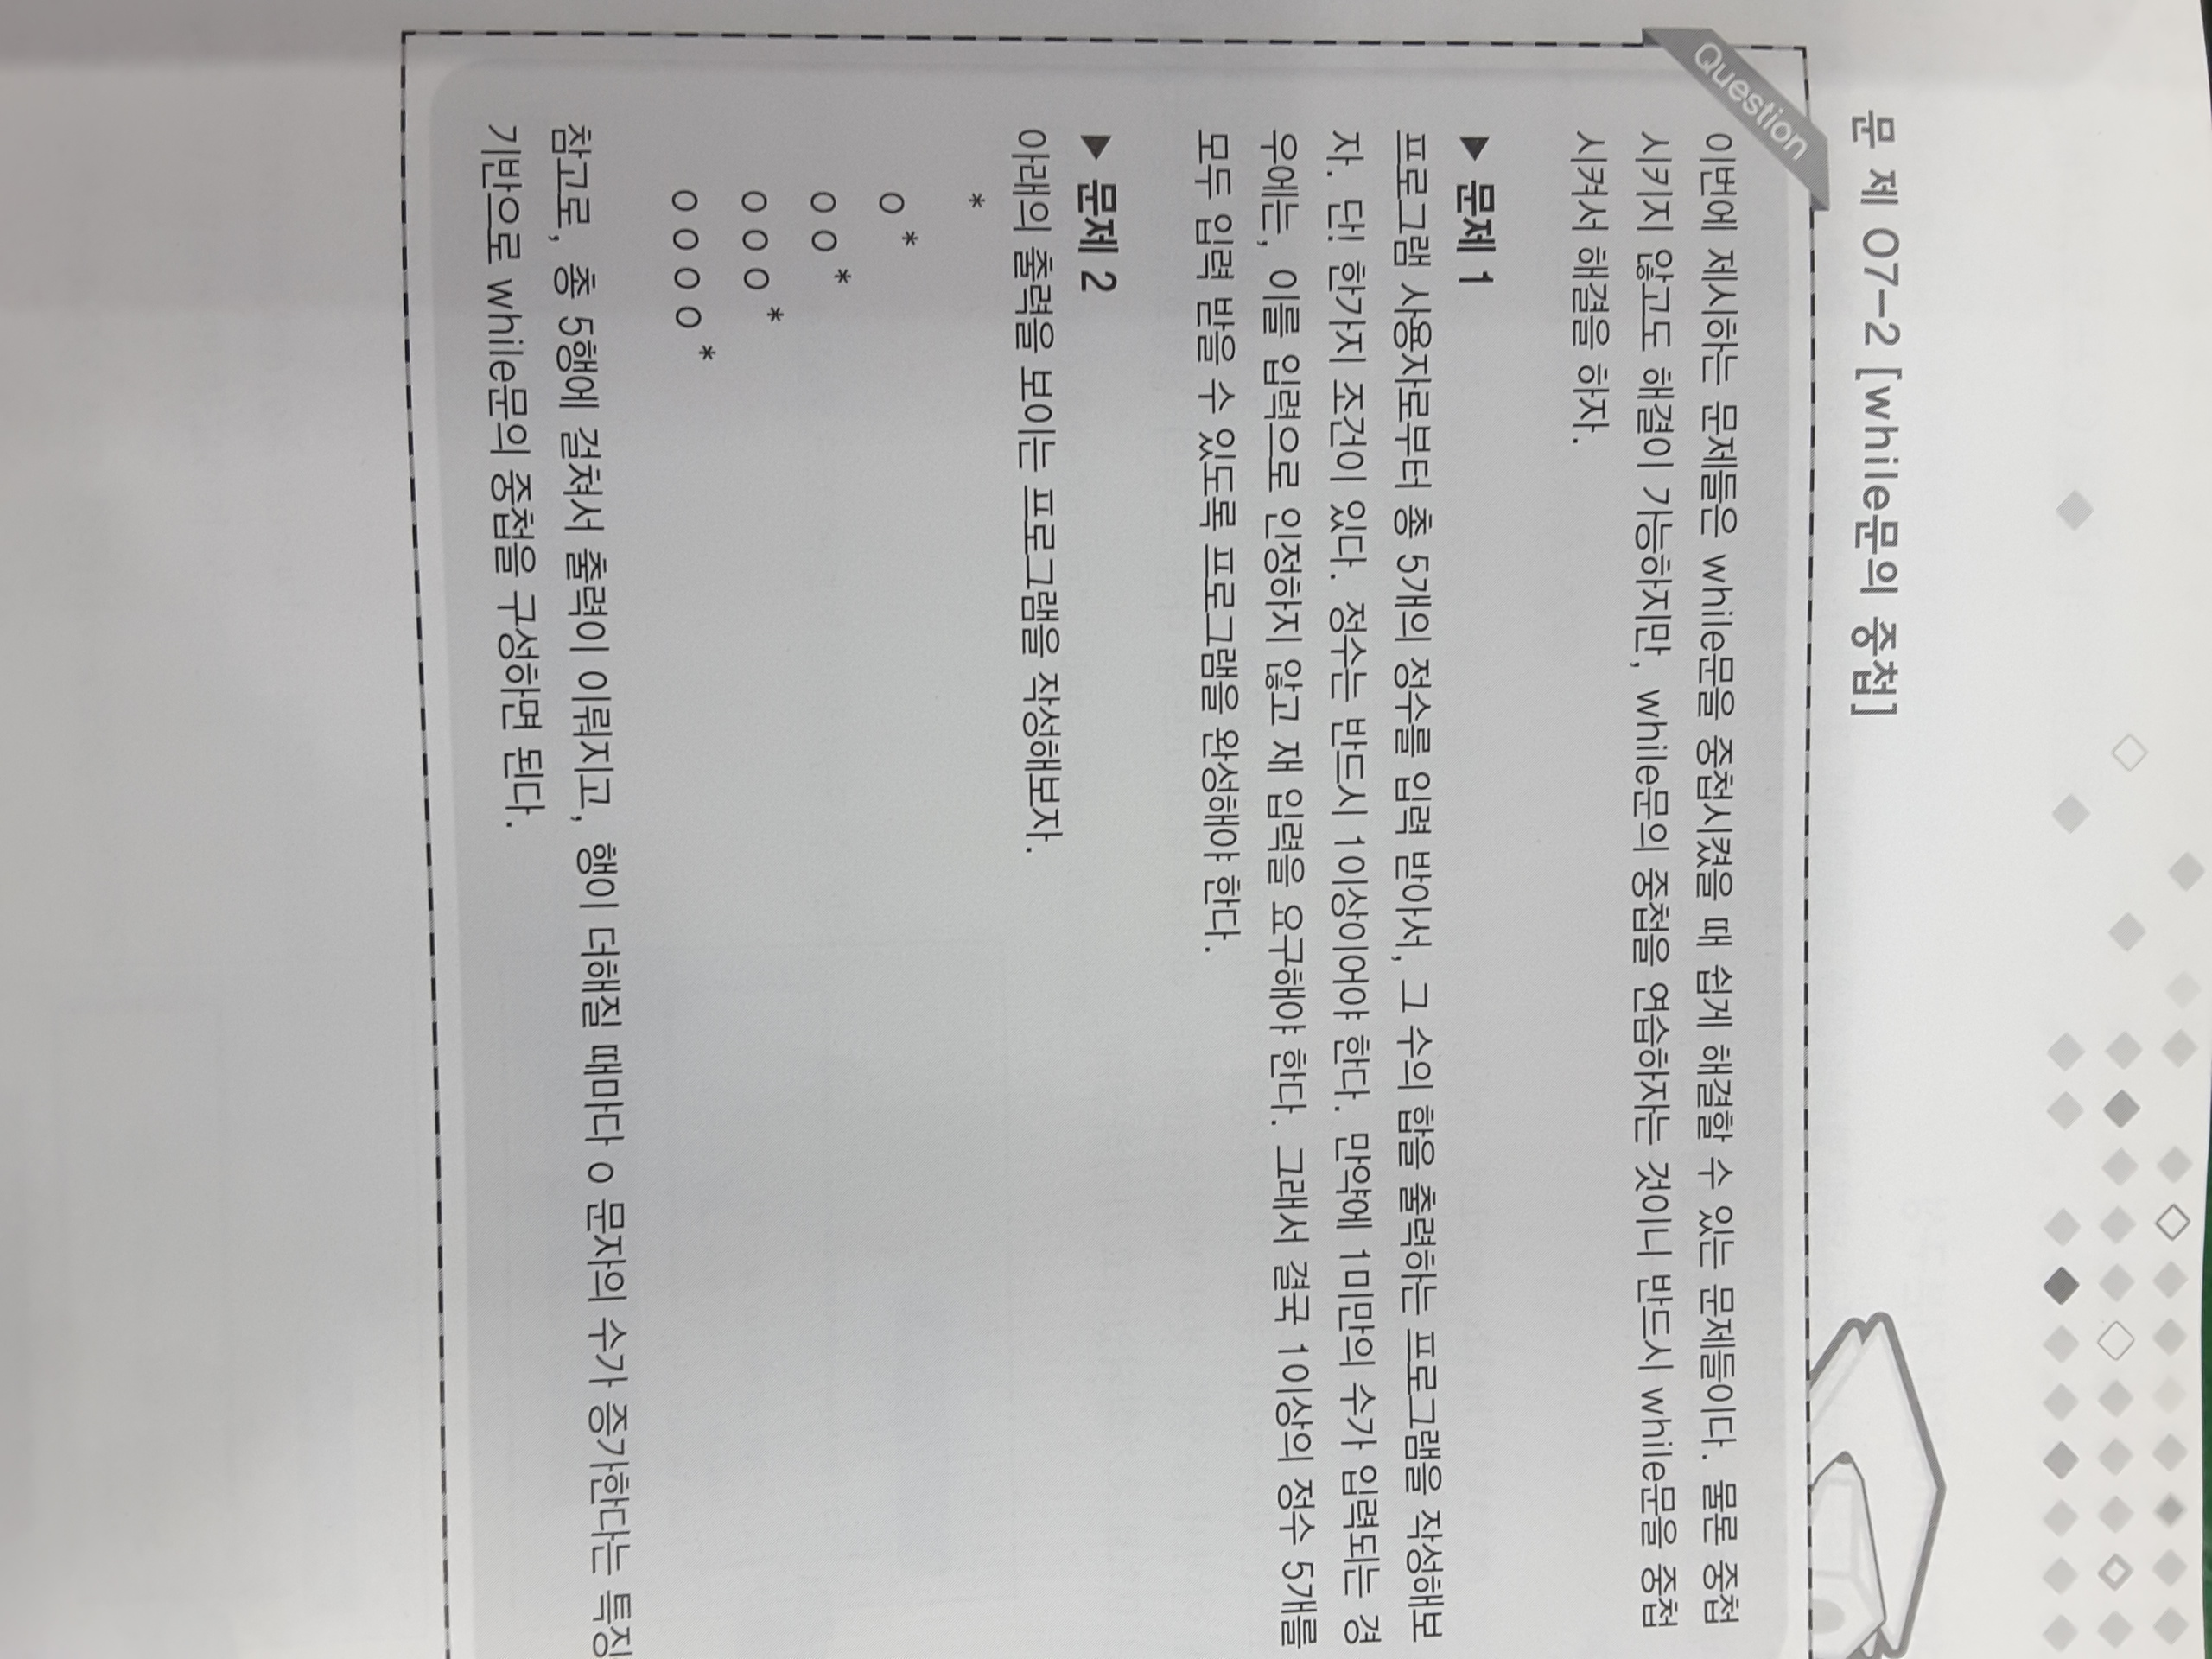 문 제 07-2 [while문의 중첩]
Question
이번에 제시하는 문제들은 while문을 중첩시켰을 때 쉽게 해결할 수 있는 문제들이다. 물론 중첩
시키지 않고도 해결이 가능하지만, while문의 중첩을 연습하자는 것이니 반드시 while문을 중첩
시켜서 해결을 하자.
▶ 문제 1
프로그램 사용자로부터 총 5개의 정수를 입력 받아서, 그 수의 합을 출력하는 프로그램을 작성해보
자. 단! 한가지 조건이 있다. 정수는 반드시 1이상이어야 한다. 만약에 1미만의 수가 입력되는 경
우에는, 이를 입력으로 인정하지 않고 재 입력을 요구해야 한다. 그래서 결국 1이상의 정수 5개를
모두 입력 받을 수 있도록 프로그램을 완성해야 한다.
▶ 문제 2
아래의 출력을 보이는 프로그램을 작성해보자.
*
o *
o o *
o o o *
o o o o *
참고로, 총 5행에 걸쳐서 출력이 이뤄지고, 행이 더해질 때마다 o 문자의 수가 증가한다는 특징
기반으로 while문의 중첩을 구성하면 된다.